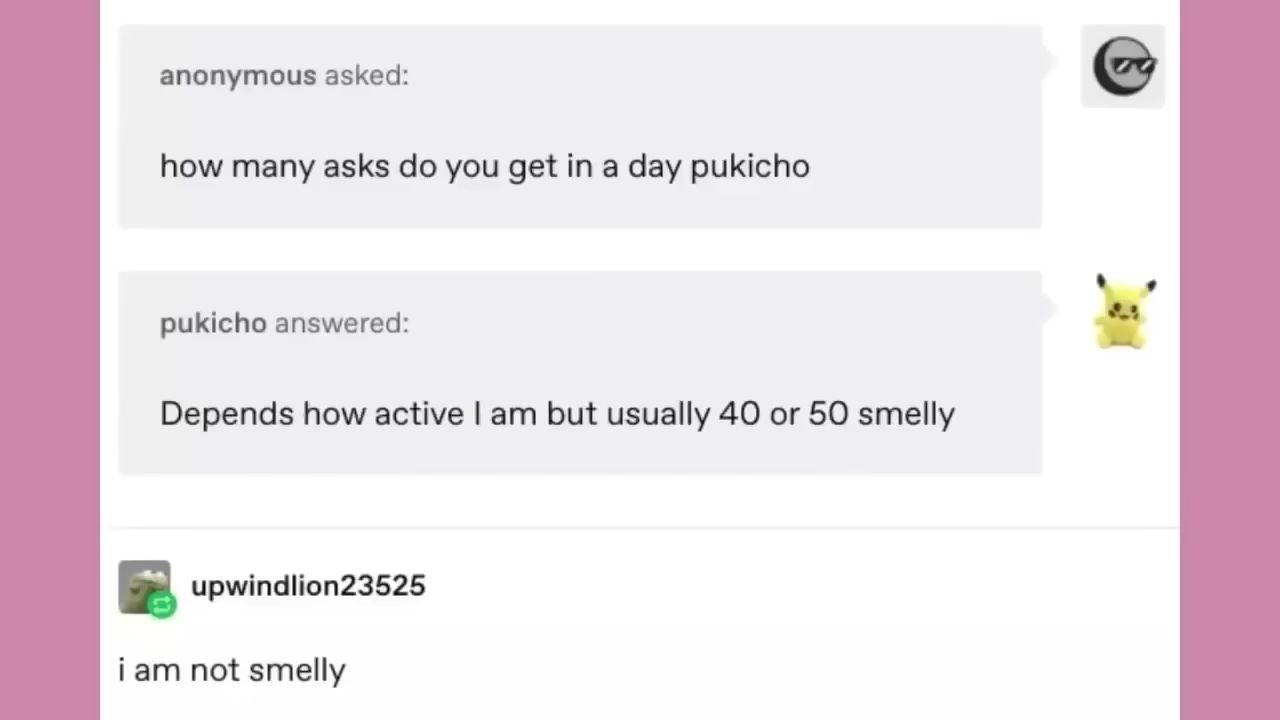 anonymous asked:
how many asks do you get in a day pukicho
pukicho answered:
Depends how active I am but usually 40 or 50 smelly
upwindlion23525
i am not smelly